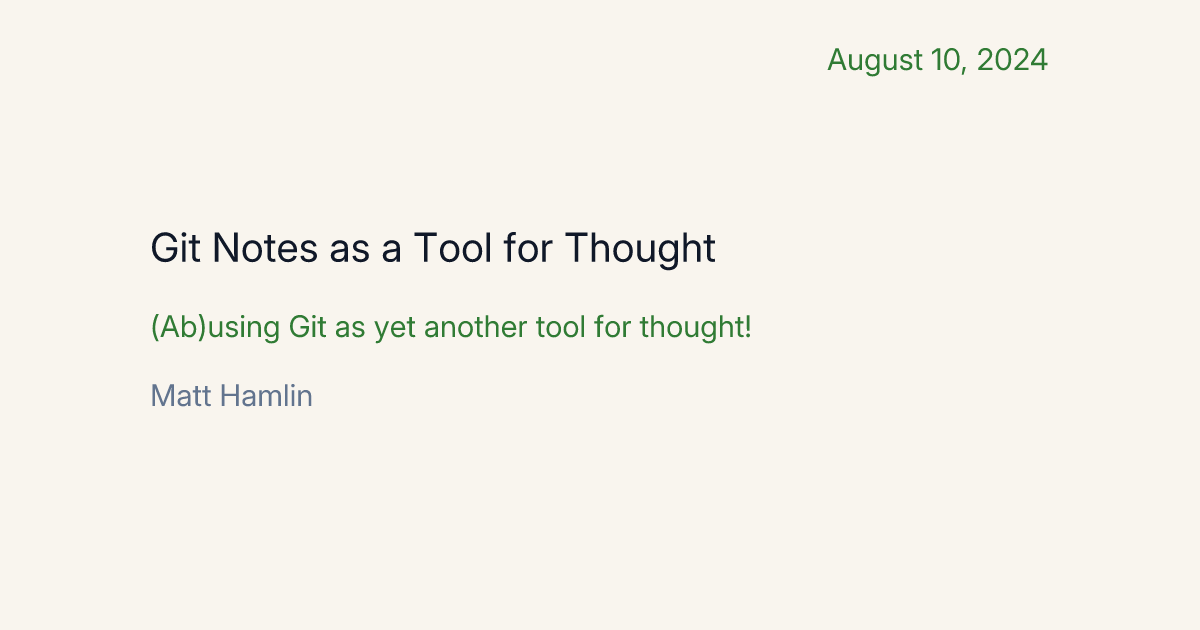 August 10, 2024
Git Notes as a Tool for Thought
(Ab)using Git as yet another tool for thought!
Matt Hamlin